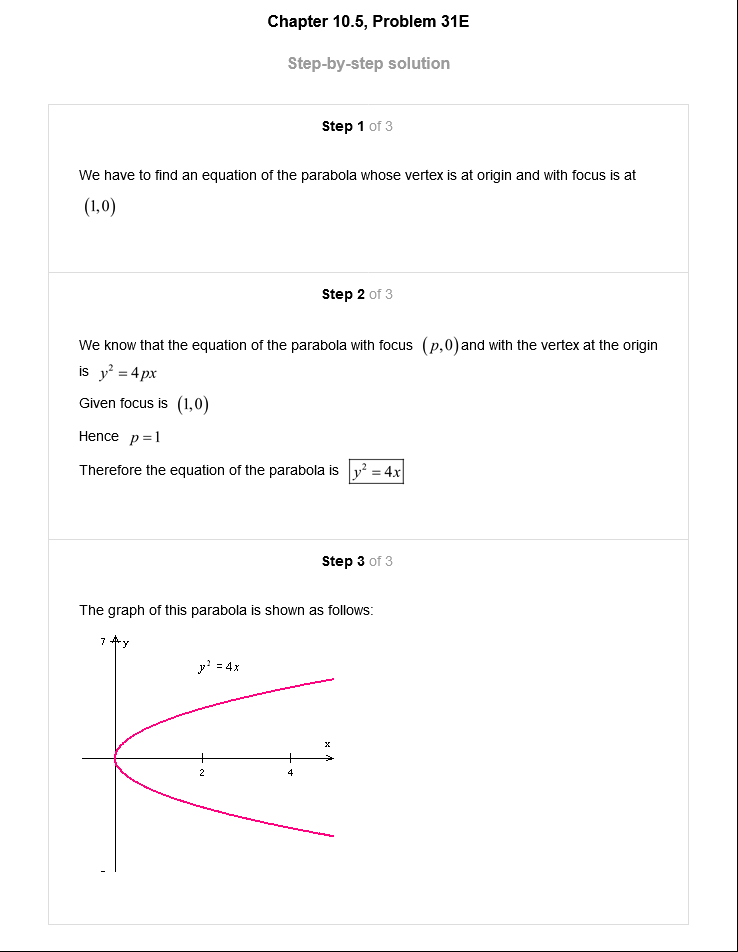 Chapter 10.5, Problem 31E
Step-by-step solution
Step 1 of 3
We have to find an equation of the parabola whose vertex is at origin and with focus is at
(1,0)
Step 2 of 3
We know that the equation of the parabola with focus (p,0) and with the vertex at the origin
is y² = 4px
Given focus is (1,0)
Hence p = 1
Therefore the equation of the parabola is y² = 4x
Step 3 of 3
The graph of this parabola is shown as follows:
7 y
y² = 4x
x
2 4
-